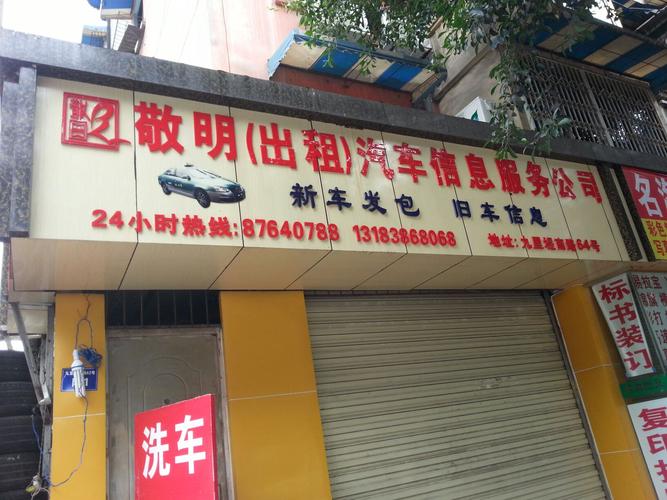 敬明(出租)汽车信息服务公司
新车发包 旧车信息
24小时热线:87640788 13183868068 地址:九里堤南路64号
洗车
名
标书装订
复
印